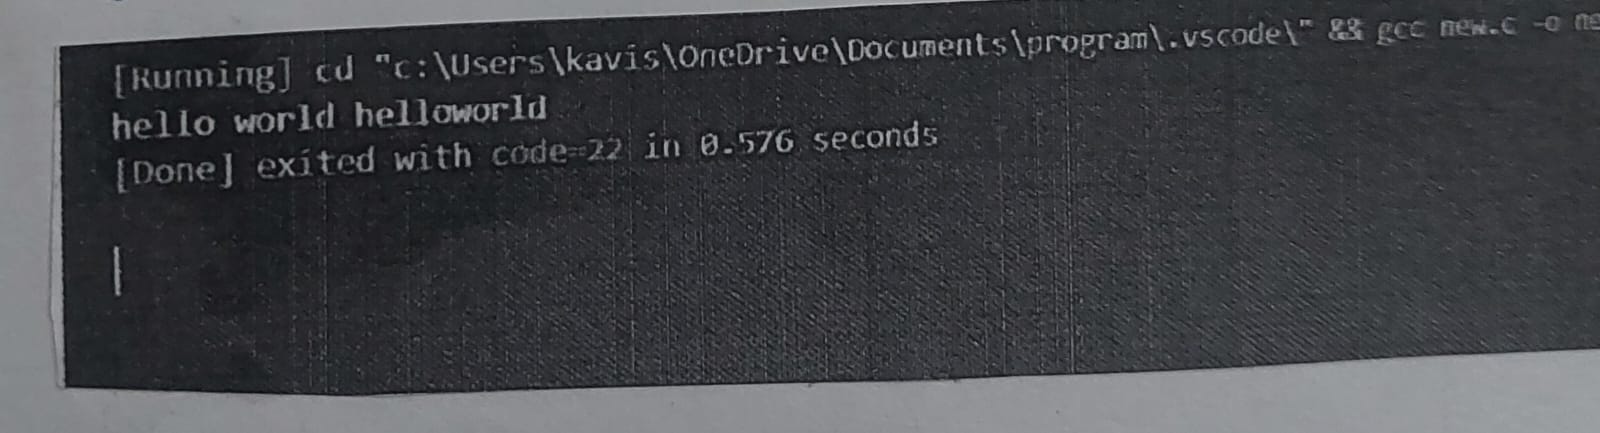 [Running] cd "c:\Users\kavis\OneDrive\Documents\program\.vscode\" && gcc new.c -o ne
hello world helloworld
[Done] exited with code=22 in 0.576 seconds